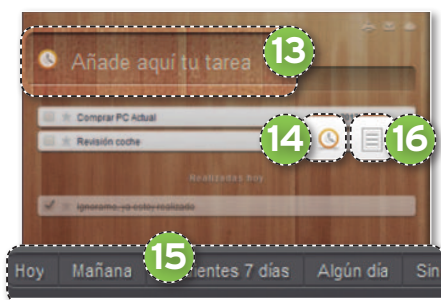 Añade aquí tu tarea
13
Comprar PC Actual
Revisión coche
14
16
Realizadas hoy
Ignorame, ya estoy realizado
15
Hoy Mañana entes 7 días Algún día Sin